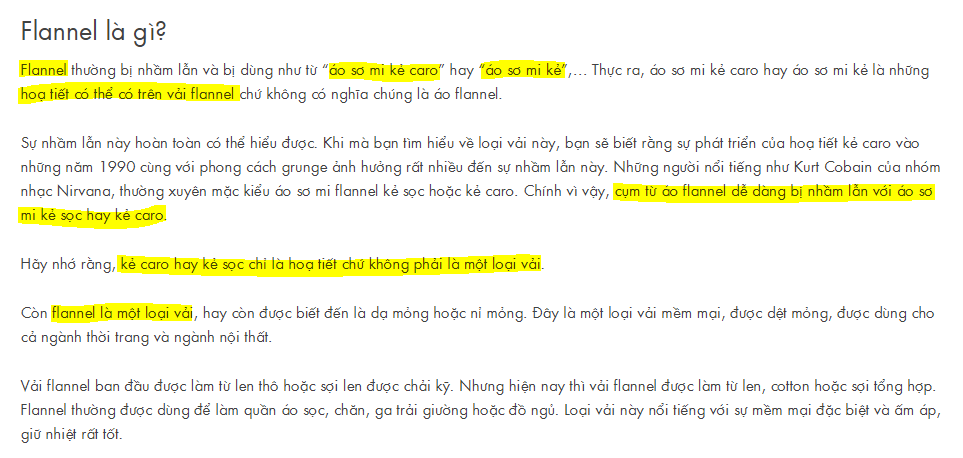 Flannel là gì?
Flannel thường bị nhầm lẫn và bị dùng như từ “áo sơ mi kẻ caro” hay “áo sơ mi kẻ”,… Thực ra, áo sơ mi kẻ caro hay áo sơ mi kẻ là những
hoạ tiết có thể có trên vải flannel chứ không có nghĩa chúng là áo flannel.
Sự nhầm lẫn này hoàn toàn có thể hiểu được. Khi mà bạn tìm hiểu về loại vải này, bạn sẽ biết rằng sự phát triển của hoạ tiết kẻ caro vào
những năm 1990 cùng với phong cách grunge ảnh hưởng rất nhiều đến sự nhầm lẫn này. Những người nổi tiếng như Kurt Cobain của nhóm
nhạc Nirvana, thường xuyên mặc kiểu áo sơ mi flannel kẻ sọc hoặc kẻ caro. Chính vì vậy, cụm từ áo flannel dễ dàng bị nhầm lẫn với áo sơ
mi kẻ sọc hay kẻ caro.
Hãy nhớ rằng, kẻ caro hay kẻ sọc chỉ là hoạ tiết chứ không phải là một loại vải.
Còn flannel là một loại vải, hay còn được biết đến là dạ mỏng hoặc nỉ mỏng. Đây là một loại vải mềm mại, được dệt mỏng, được dùng cho
cả ngành thời trang và ngành nội thất.
Vải flannel ban đầu được làm từ len thô hoặc sợi len được chải kỹ. Nhưng hiện nay thì vải flannel được làm từ len, cotton hoặc sợi tổng hợp.
Flannel thường được dùng để làm quần áo sọc, chăn, ga trải giường hoặc đồ ngủ. Loại vải này nổi tiếng với sự mềm mại đặc biệt và ấm áp,
giữ nhiệt rất tốt.